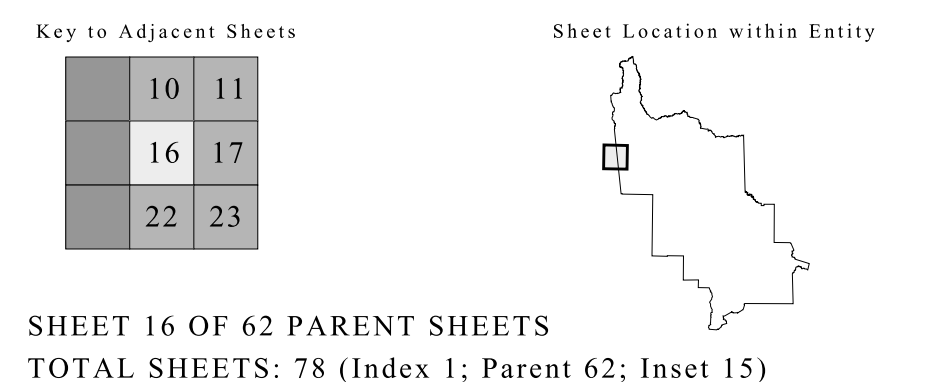 Key to Adjacent Sheets
Sheet Location within Entity
10 11
16 17
22 23
SHEET 16 OF 62 PARENT SHEETS
TOTAL SHEETS: 78 (Index 1; Parent 62; Inset 15)